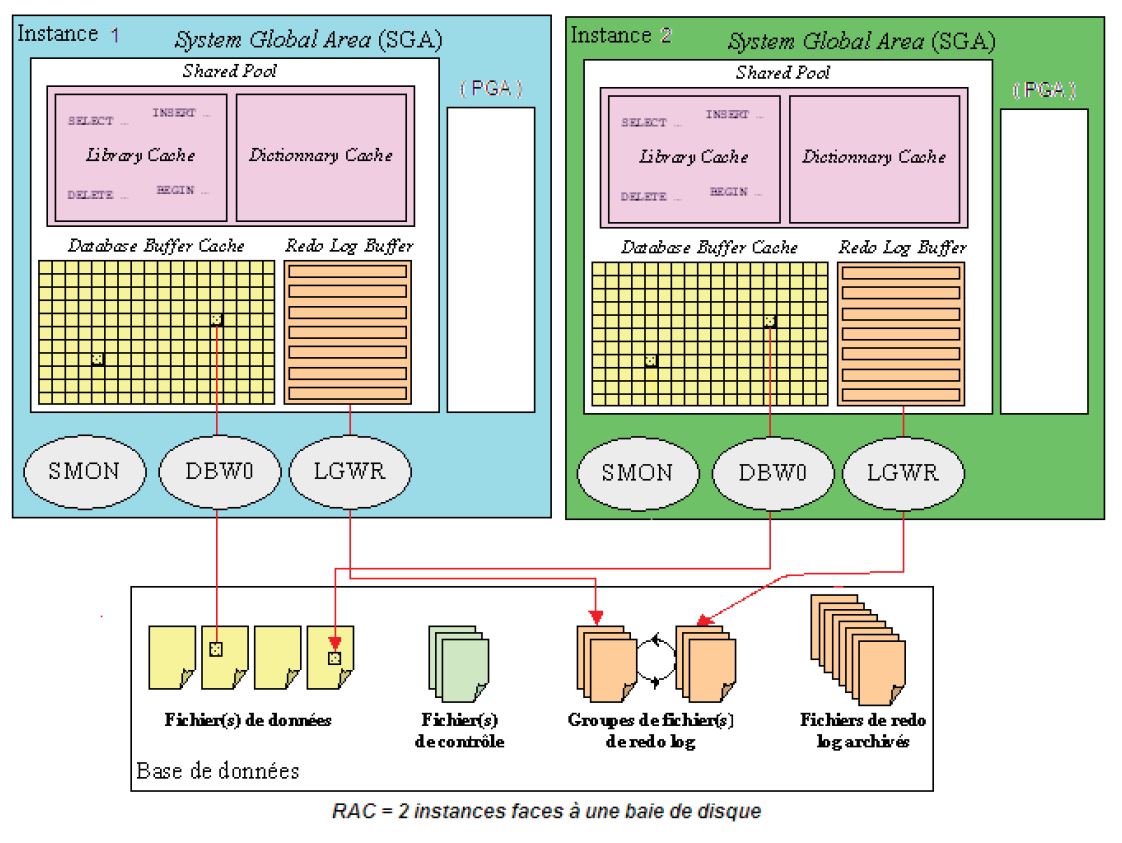 Instance 1
System Global Area (SGA)
Shared Pool
( PGA )
SELECT ...
INSERT ...
Library Cache
DELETE ...
BEGIN ...
Dictionnary Cache
Database Buffer Cache
Redo Log Buffer
SMON
DBW0
LGWR
Instance 2
System Global Area (SGA)
Shared Pool
( PGA )
SELECT ...
INSERT ...
Library Cache
DELETE ...
BEGIN ...
Dictionnary Cache
Database Buffer Cache
Redo Log Buffer
SMON
DBW0
LGWR
Fichier(s) de données
Fichier(s)
de contrôle
Groupes de fichier(s)
de redo log
Fichiers de redo
log archivés
Base de données
RAC = 2 instances faces à une baie de disque